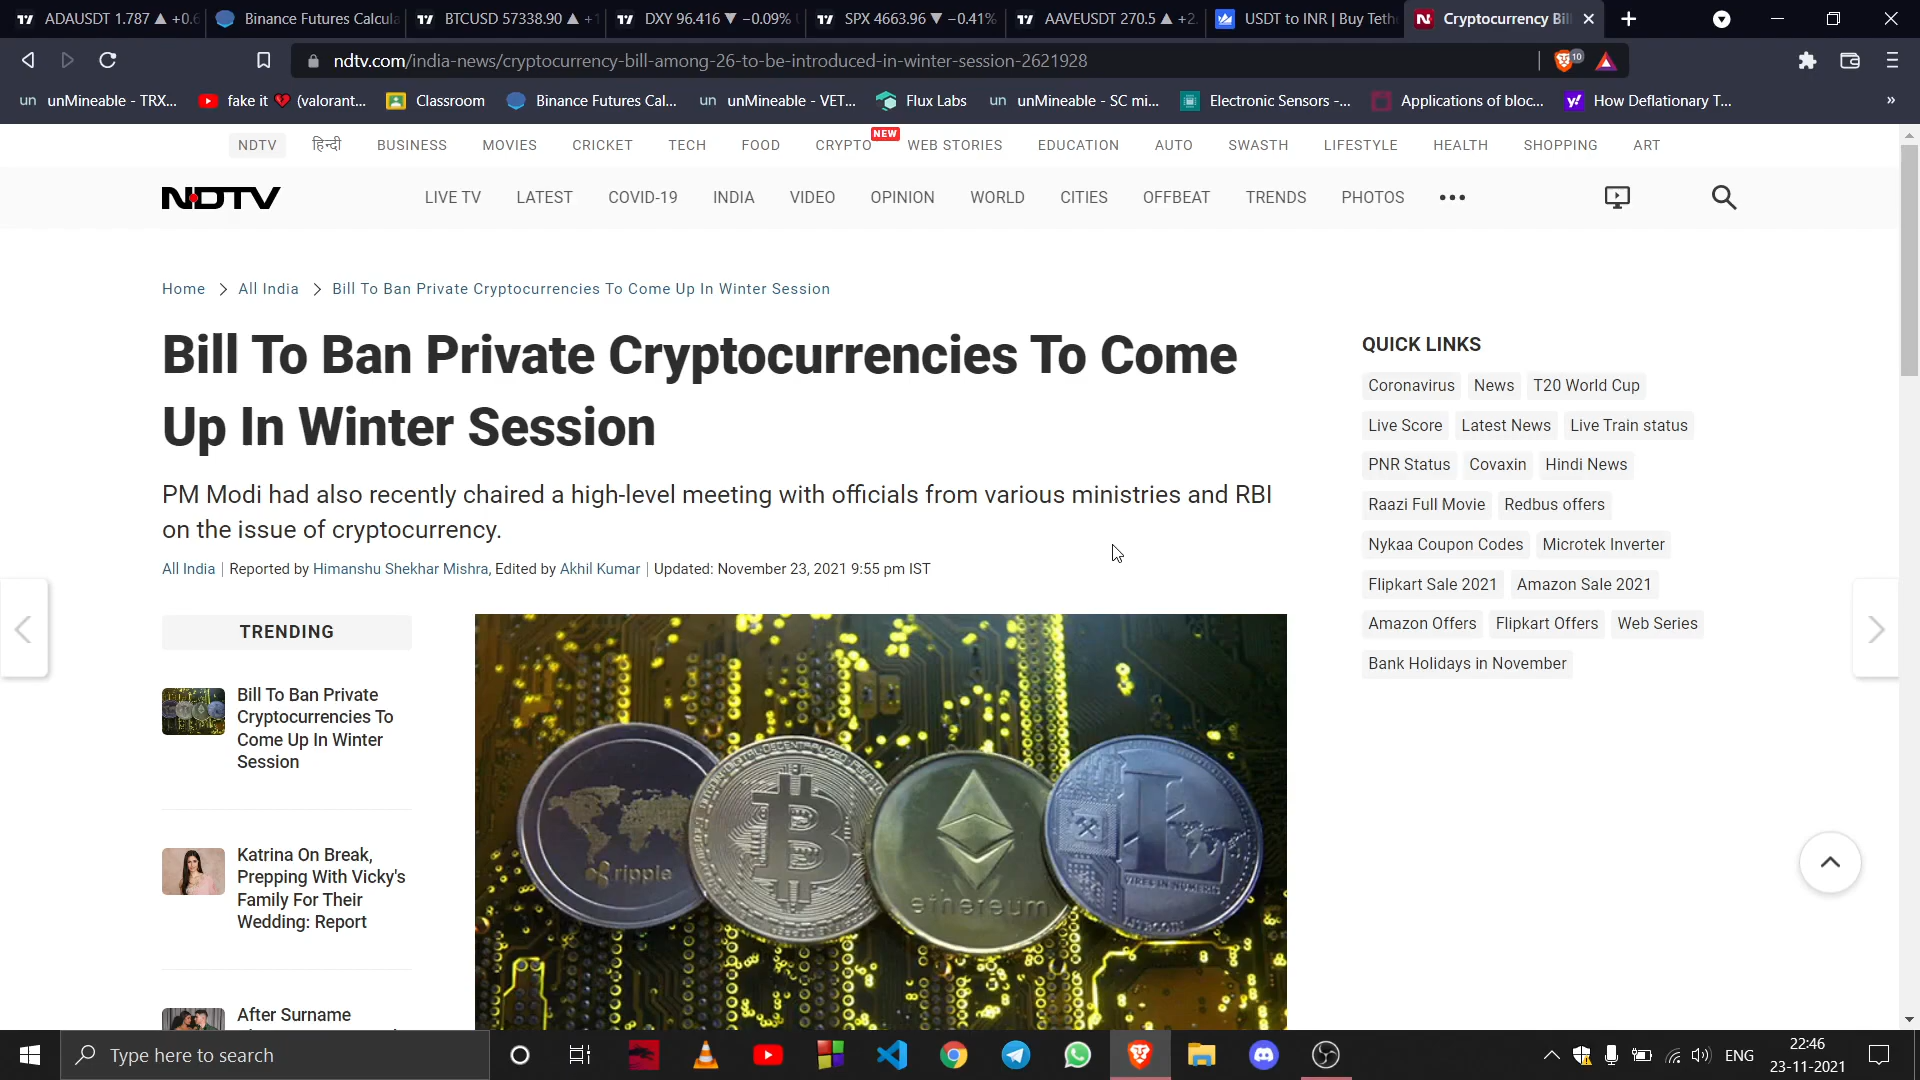 ADAUSDT 1.787 ▲ +0.6
Binance Futures Calcula
BTCUSD 57338.90 ▲ +1
DXY 96.416 ▼ −0.09%
SPX 4663.96 ▼ −0.41%
AAVEUSDT 270.5 ▲ +2.
USDT to INR | Buy Teth
Cryptocurrency Bil
ndtv.com/india-news/cryptocurrency-bill-among-26-to-be-introduced-in-winter-session-2621928
10
un unMineable - TRX...
fake it 💔 (valorant...
Classroom
Binance Futures Cal...
un unMineable - VET...
Flux Labs
un unMineable - SC mi...
Electronic Sensors -...
Applications of bloc...
y! How Deflationary T...
»
NDTV हिन्दी BUSINESS MOVIES CRICKET TECH FOOD CRYPTO NEW WEB STORIES EDUCATION AUTO SWASTH LIFESTYLE HEALTH SHOPPING ART
NDTV LIVE TV LATEST COVID-19 INDIA VIDEO OPINION WORLD CITIES OFFBEAT TRENDS PHOTOS •••
Home > All India > Bill To Ban Private Cryptocurrencies To Come Up In Winter Session
Bill To Ban Private Cryptocurrencies To Come
Up In Winter Session
PM Modi had also recently chaired a high-level meeting with officials from various ministries and RBI
on the issue of cryptocurrency.
All India | Reported by Himanshu Shekhar Mishra, Edited by Akhil Kumar | Updated: November 23, 2021 9:55 pm IST
TRENDING
Bill To Ban Private
Cryptocurrencies To
Come Up In Winter
Session
Katrina On Break,
Prepping With Vicky's
Family For Their
Wedding: Report
After Surname
ripple
B
ethereum
VIRES IN NUMERIS
QUICK LINKS
Coronavirus News T20 World Cup
Live Score Latest News Live Train status
PNR Status Covaxin Hindi News
Raazi Full Movie Redbus offers
Nykaa Coupon Codes Microtek Inverter
Flipkart Sale 2021 Amazon Sale 2021
Amazon Offers Flipkart Offers Web Series
Bank Holidays in November
Type here to search
ENG
22:46
23-11-2021